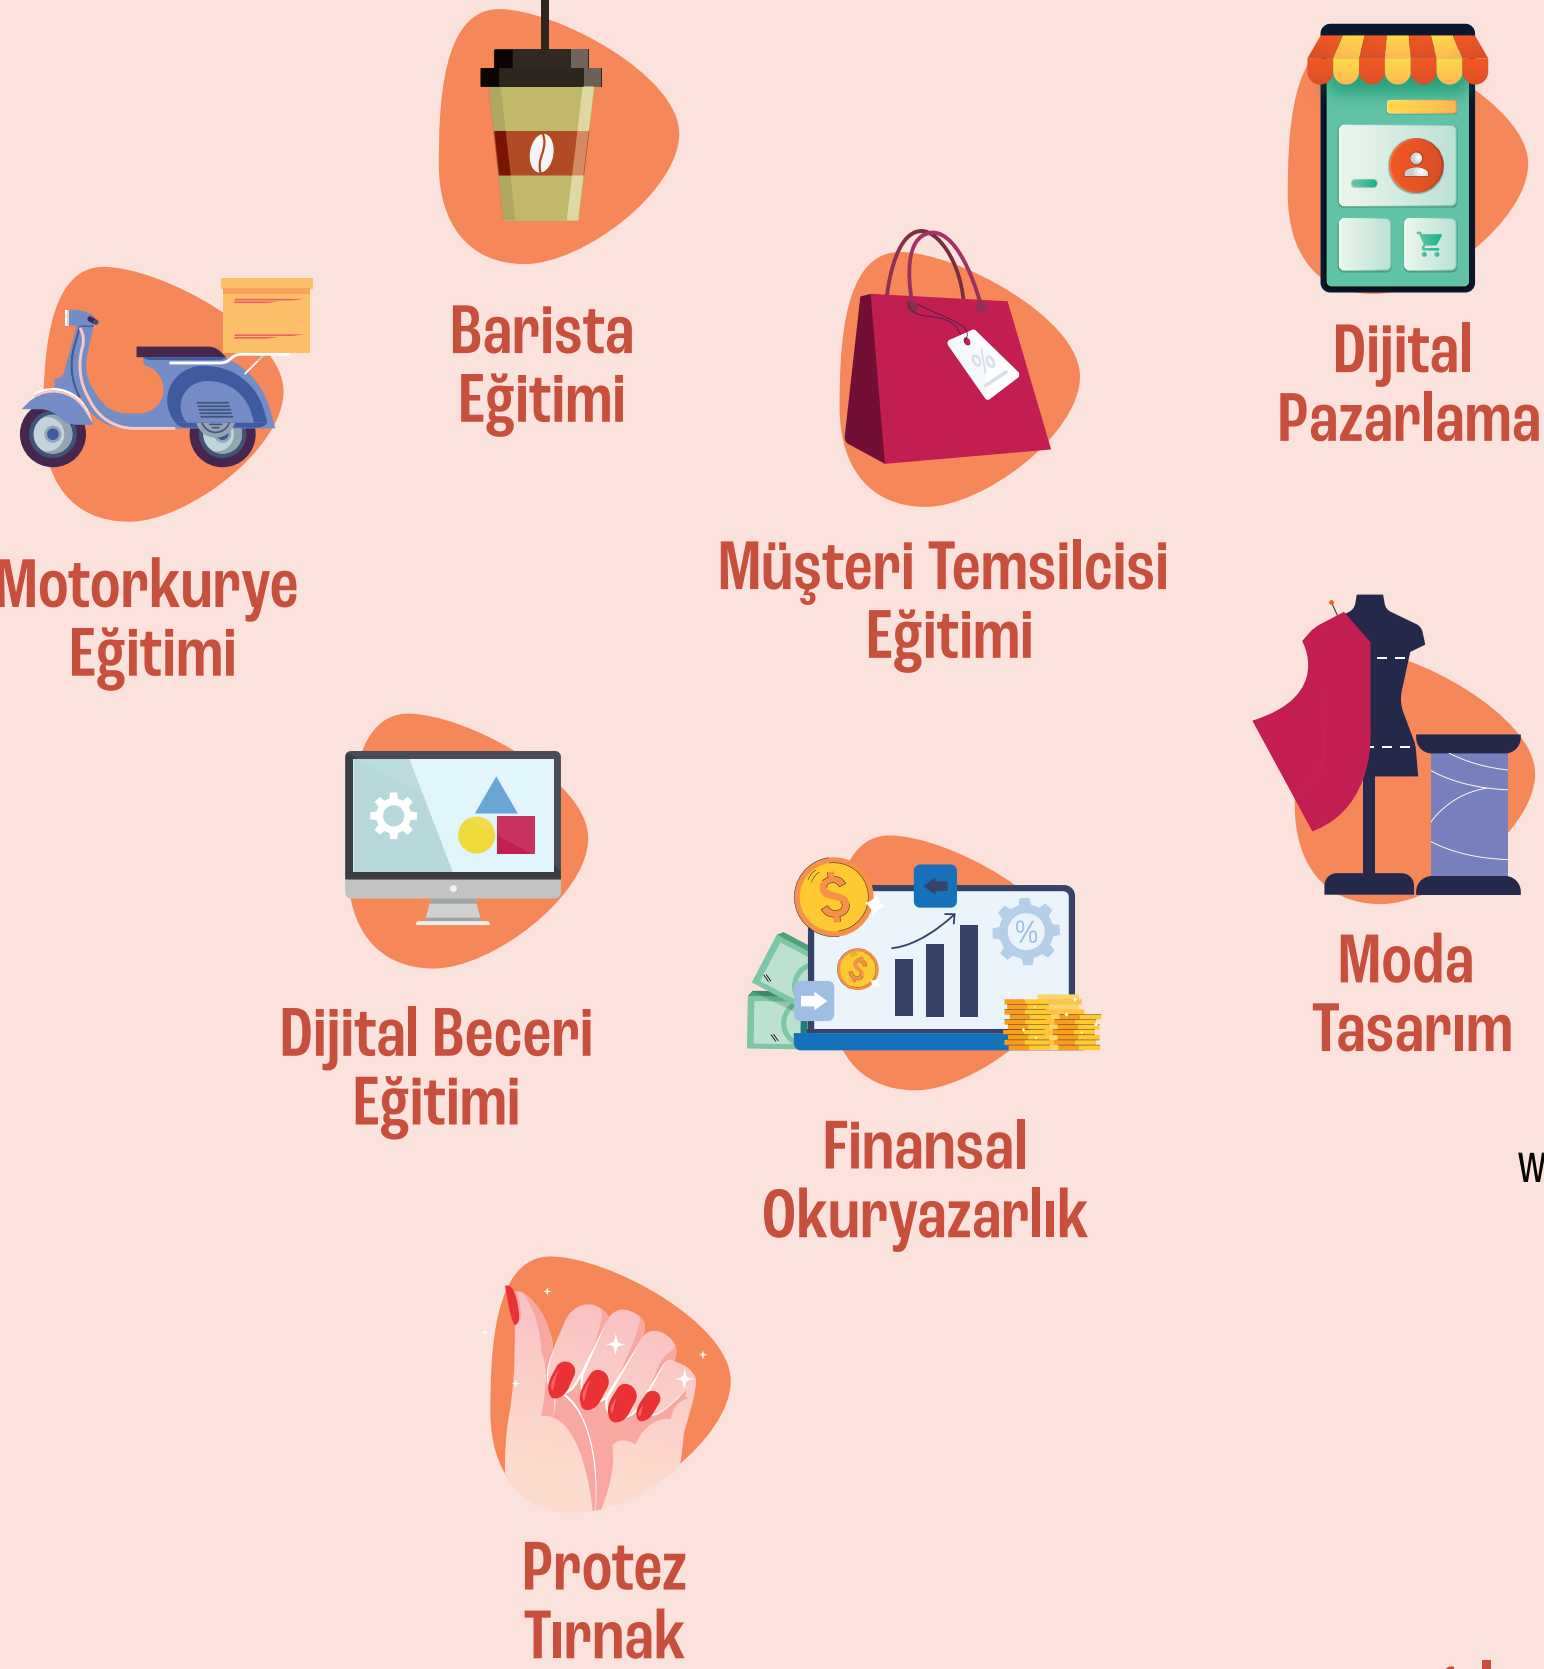 Barista
Eğitimi
Dijital
Pazarlama
Motorkurye
Eğitimi
Müşteri Temsilcisi
Eğitimi
%
Dijital Beceri
Eğitimi
$
$
%
Finansal
Okuryazarlık
Moda
Tasarım
W
Protez
Tırnak